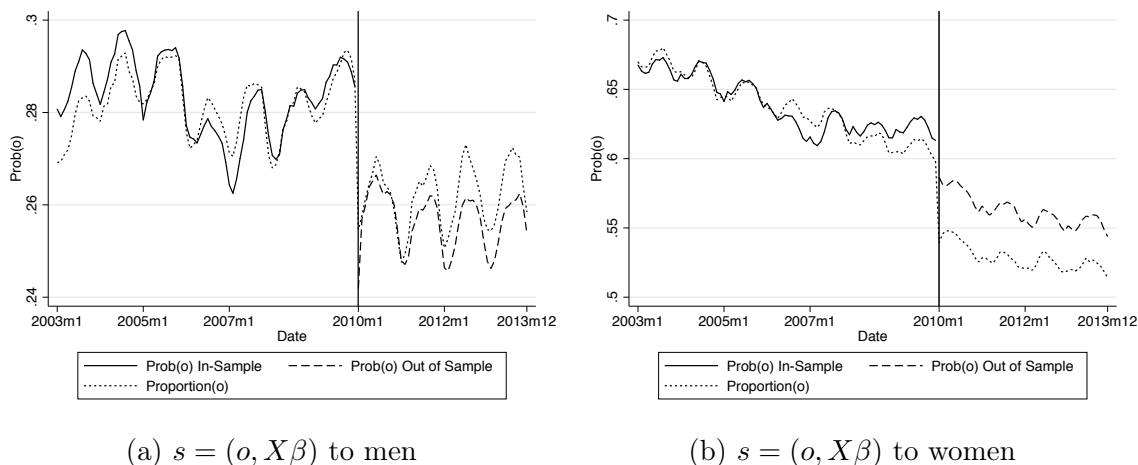 .3
.28
.26
.24
Prob(o)
2003m1 2005m1 2007m1 2010m1 2012m1 2013m12
Date
Prob(o) In-Sample Prob(o) Out of Sample
Proportion(o)
(a) s = (o, Xβ) to men
.7
.65
.6
.55
.5
Prob(o)
2003m1 2005m1 2007m1 2010m1 2012m1 2013m12
Date
Prob(o) In-Sample Prob(o) Out of Sample
Proportion(o)
(b) s = (o, Xβ) to women